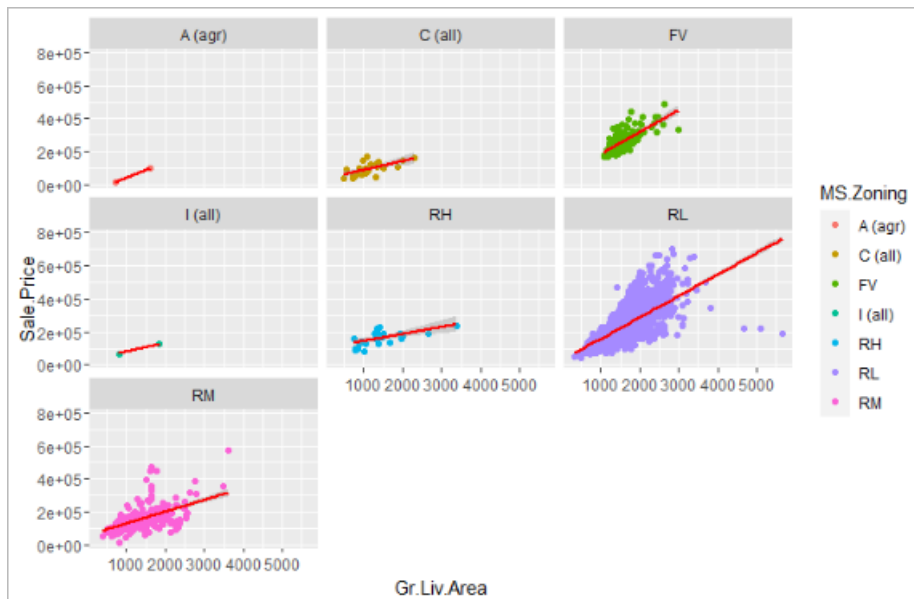 A (agr)
C (all)
FV
8e+05
6e+05
4e+05
2e+05
0e+00
I (all)
RH
RL
8e+05
6e+05
4e+05
2e+05
0e+00
1000 2000 3000 4000 5000
1000 2000 3000 4000 5000
RM
8e+05
6e+05
4e+05
2e+05
0e+00
1000 2000 3000 4000 5000
Sale.Price
Gr.Liv.Area
MS.Zoning
A (agr)
C (all)
FV
I (all)
RH
RL
RM